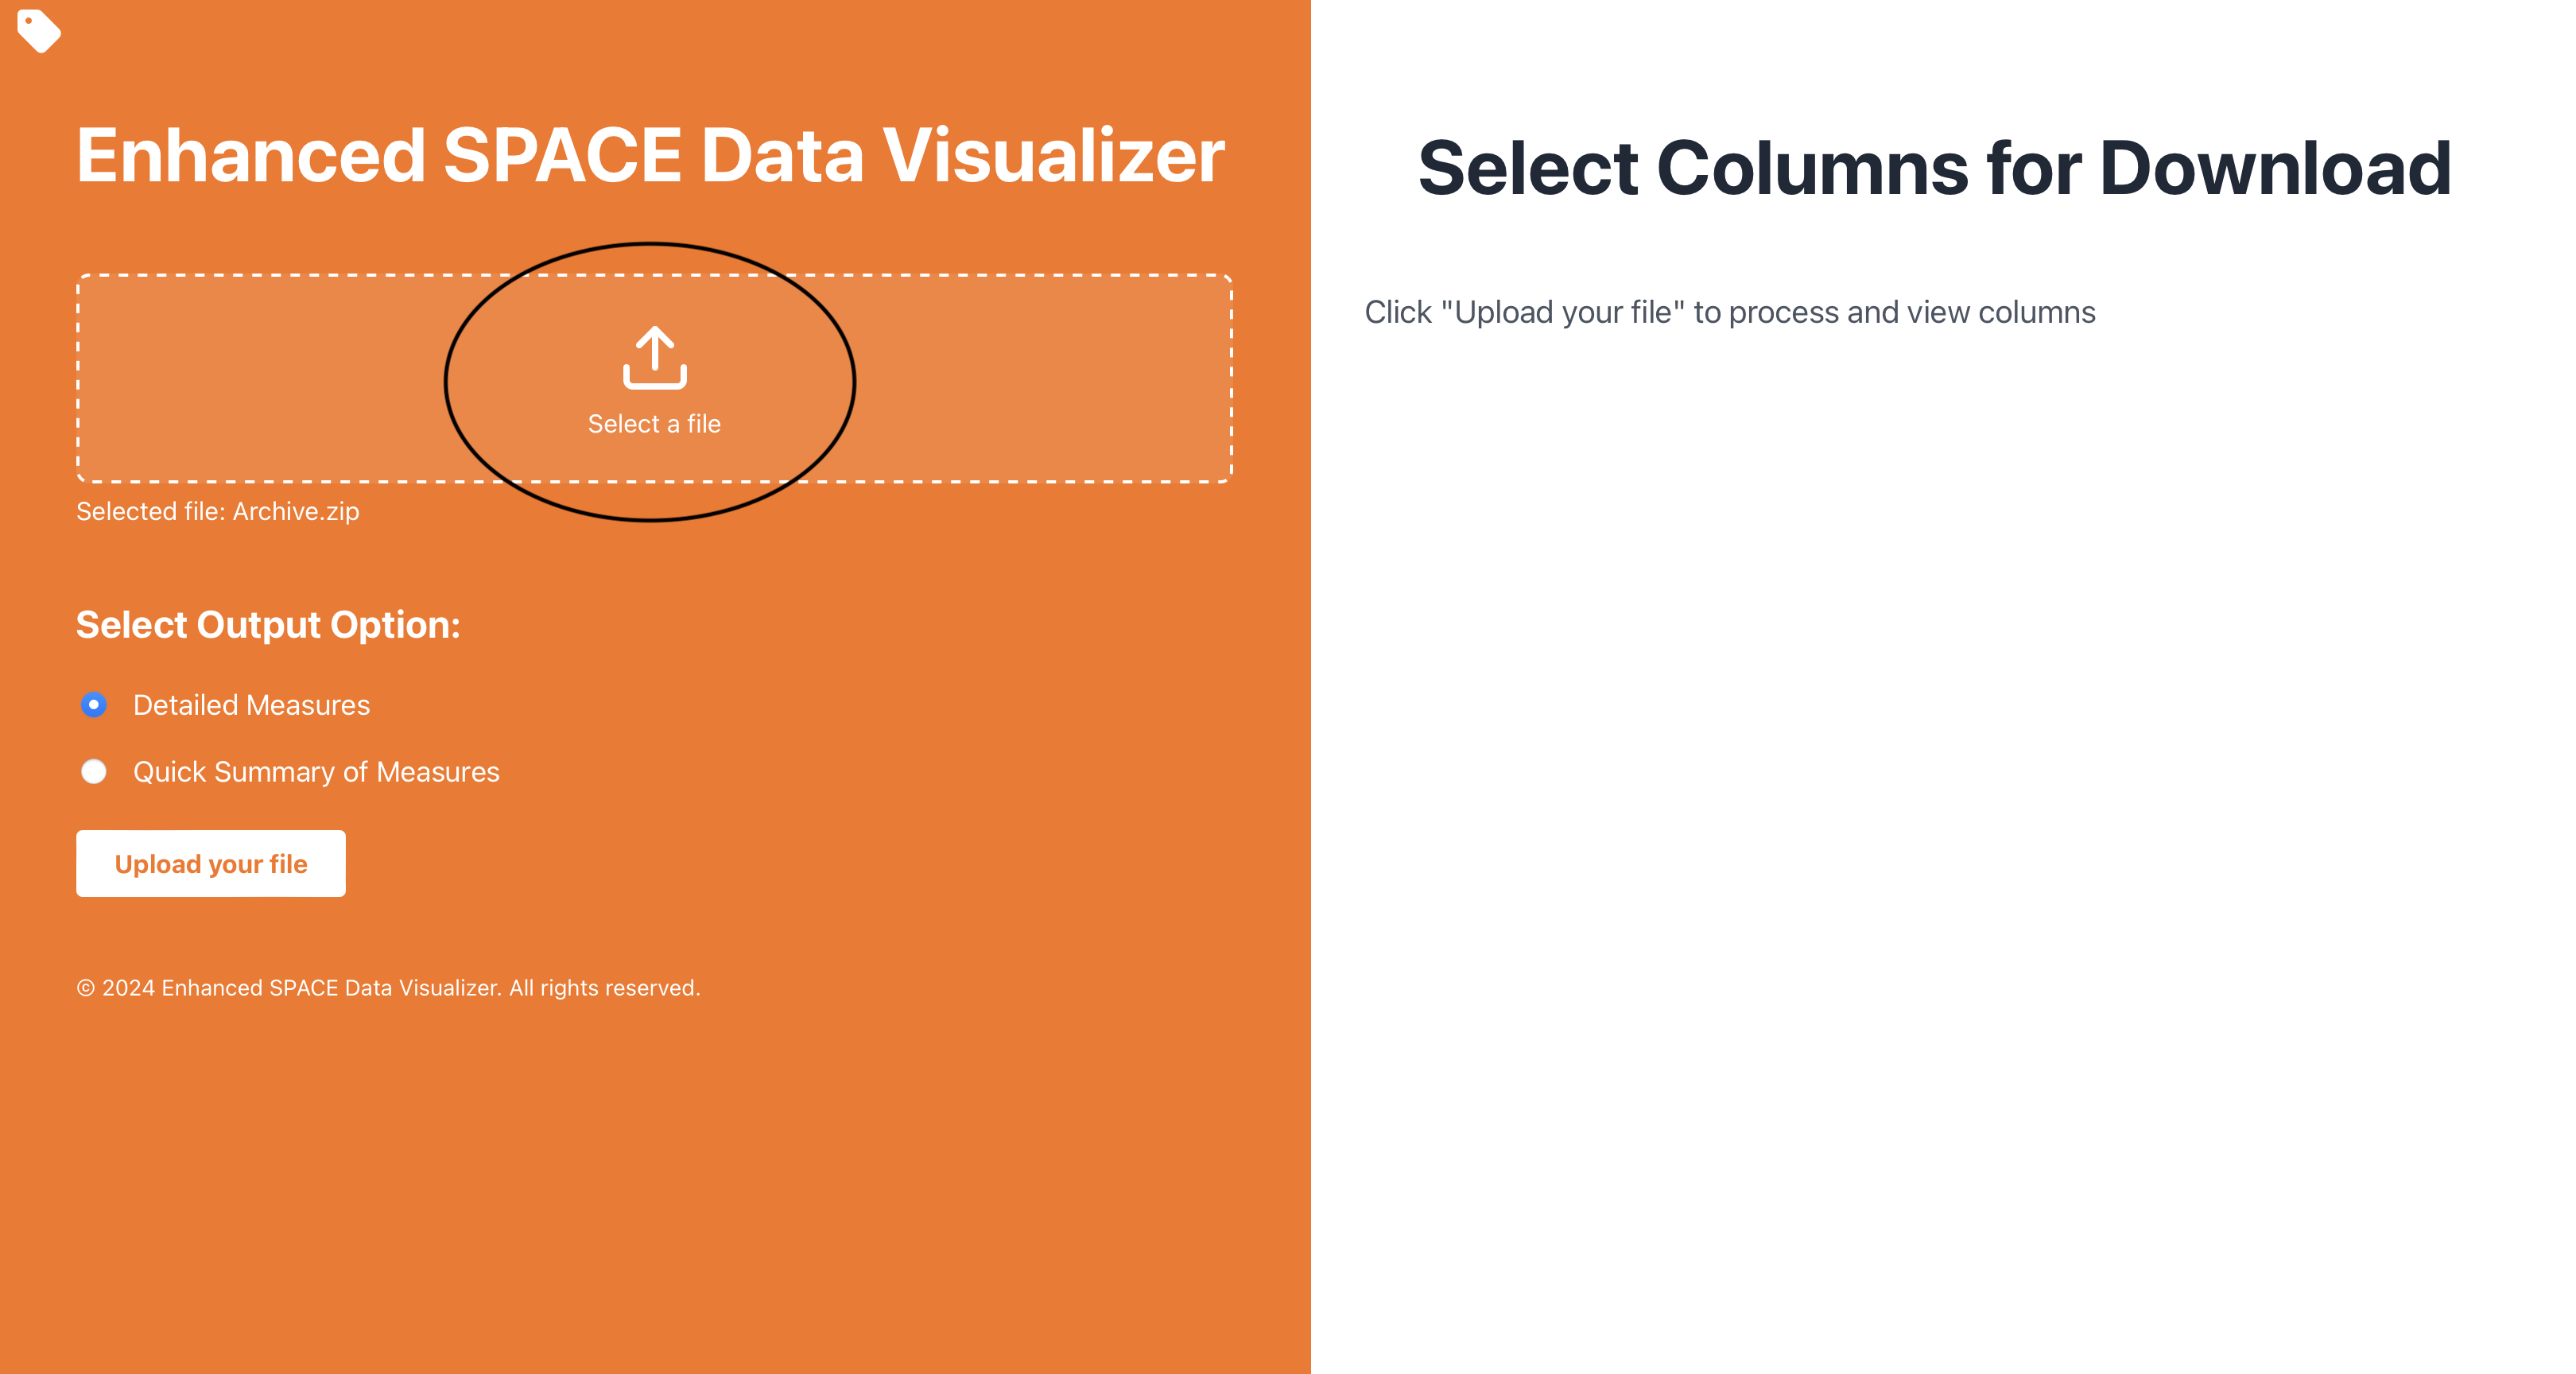 Enhanced SPACE Data Visualizer
Select a file
Selected file: Archive.zip
Select Output Option:
Detailed Measures
Quick Summary of Measures
Upload your file
© 2024 Enhanced SPACE Data Visualizer. All rights reserved.
Select Columns for Download
Click "Upload your file" to process and view columns